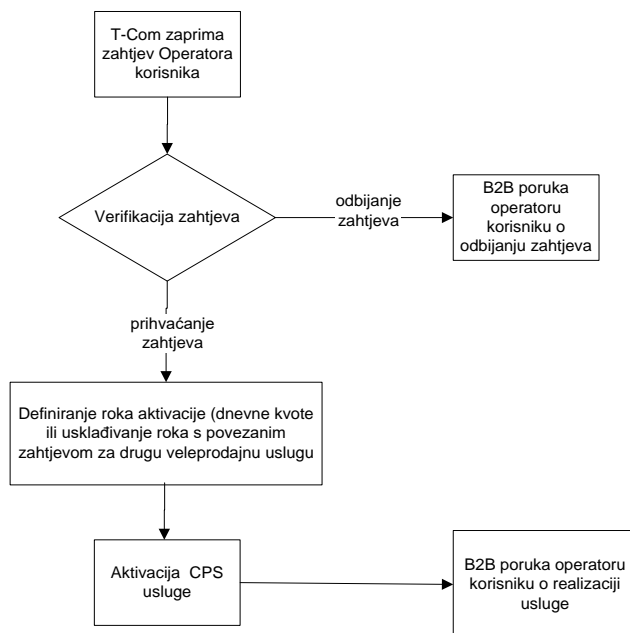 T-Com zaprima
zahtjev Operatora
korisnika
Verifikacija zahtjeva
odbijanje
zahtjeva
B2B poruka
operatoru
korisniku o
odbijanju zahtjeva
prihvaćanje
zahtjeva
Definiranje roka aktivacije (dnevne kvote
ili usklađivanje roka s povezanim
zahtjevom za drugu veleprodajnu uslugu
Aktivacija CPS
usluge
B2B poruka operatoru
korisniku o realizaciji
usluge